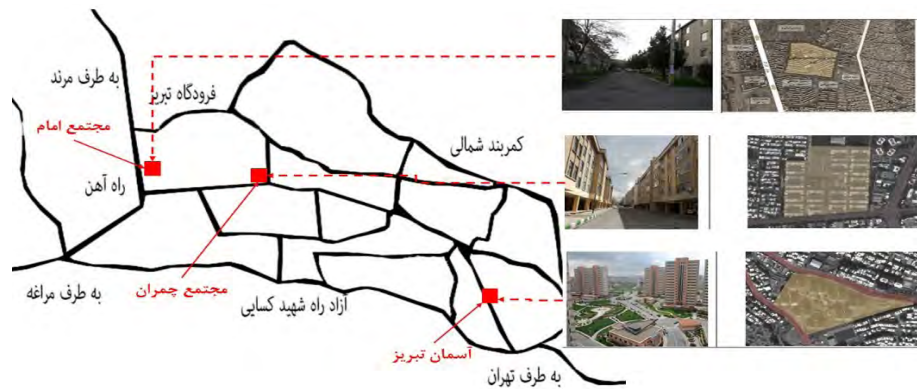 به طرف مرند
فرودگاه تبریز
مجتمع امام
کمربند شمالی
راه آهن
مجتمع چمران
به طرف مراغه
آزاد راه شهید کسایی
آسمان تبریز
به طرف تهران